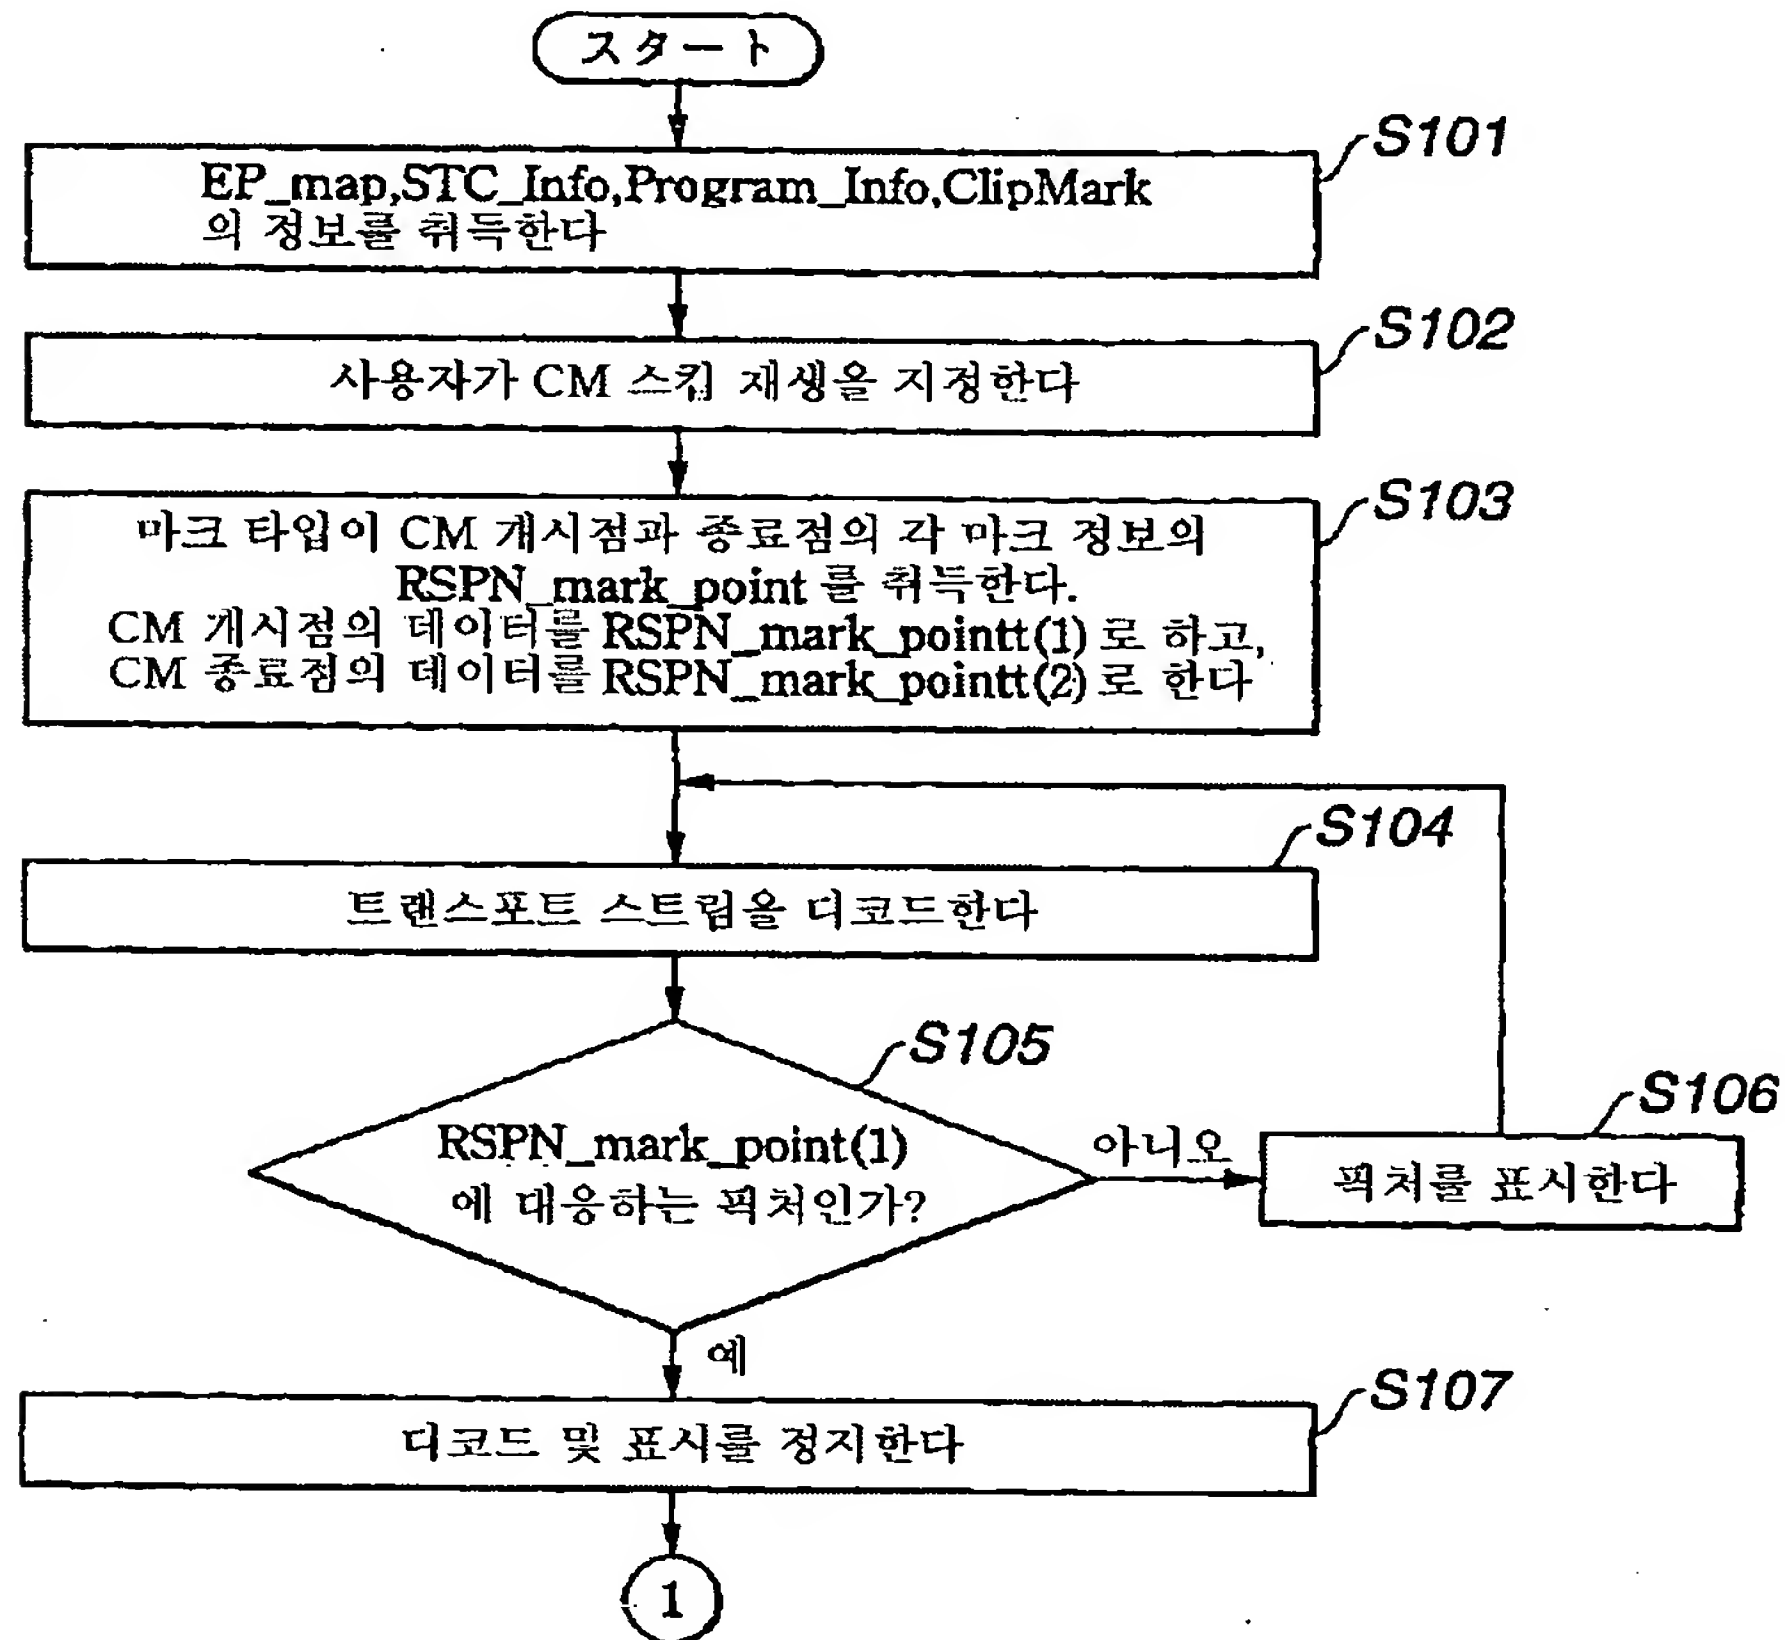 スタート
S101
EP_map,STC_Info,Program_Info,ClipMark
의 정보를 취득한다
S102
사용자가 CM 스킵 재생을 지정한다
S103
마크 타입이 CM 개시점과 종료점의 각 마크 정보의
RSPN_mark_point 를 취득한다.
CM 개시점의 데이터를 RSPN_mark_pointt(1) 로 하고,
CM 종료점의 데이터를 RSPN_mark_pointt(2) 로 한다
S104
트랜스포트 스트림을 디코드한다
S105
RSPN_mark_point(1)
에 대응하는 픽처인가?
아니오
S106
픽처를 표시한다
예
S107
디코드 및 표시를 정지한다
1